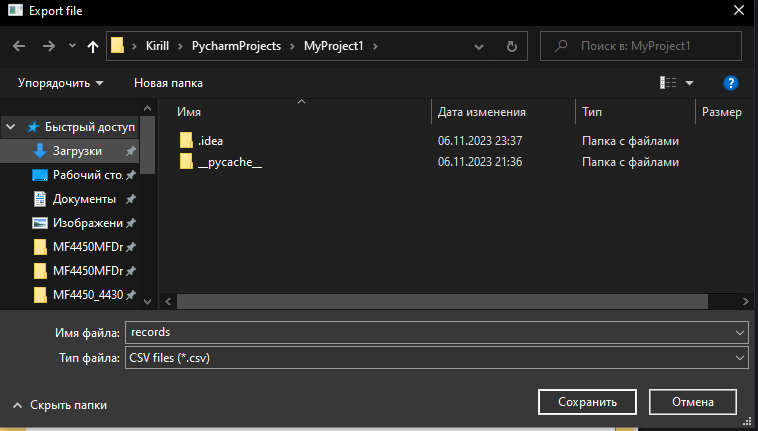 Export file
Kirill > PycharmProjects > MyProject1 >
Поиск в: MyProject1
Упорядочить
Новая папка
?
Имя
Дата изменения
Тип
Размер
Быстрый доступ
Загрузки
Рабочий сто.
Документы
Изображени
MF4450MFDr
MF4450MFDr
MF4450_4430
.idea 06.11.2023 23:37 Папка с файлами
__pycache__ 06.11.2023 21:36 Папка с файлами
Имя файла: records
Тип файла: CSV files (*.csv)
Скрыть папки
Сохранить
Отмена